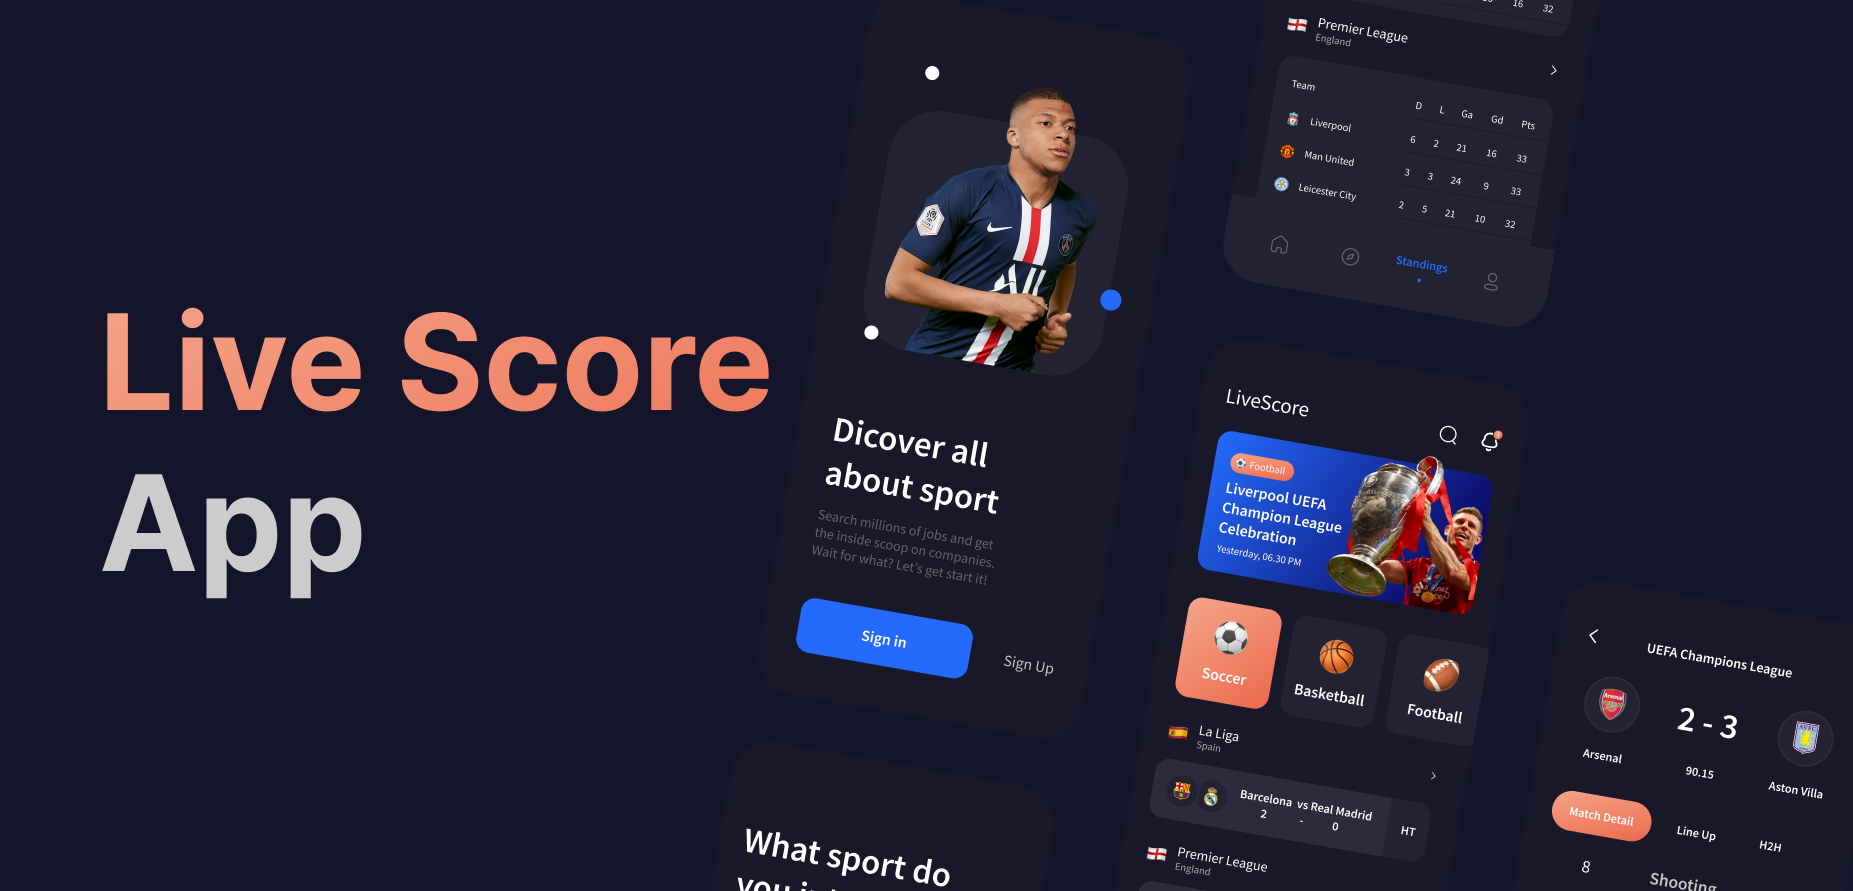 Live Score
App
Dicover all
about sport
Search millions of jobs and get
the inside scoop on companies.
Wait for what? Let's get start it!
Sign in
Sign Up
What sport do
16 32
Premier League
England
Team D L Ga Gd Pts
Liverpool 6 2 21 16 33
Man United 3 3 24 9 33
Leicester City 2 5 21 10 32
Standings
LiveScore
Football
Liverpool UEFA
Champion League
Celebration
Yesterday, 06.30 PM
Soccer
Basketball
Football
La Liga
Spain
Barcelona vs Real Madrid
2 - 0
HT
Premier League
England
UEFA Champions League
Arsenal
2 - 3
90.15
Arsenal
Aston Villa
Match Detail
Line Up
H2H
8
Shooting